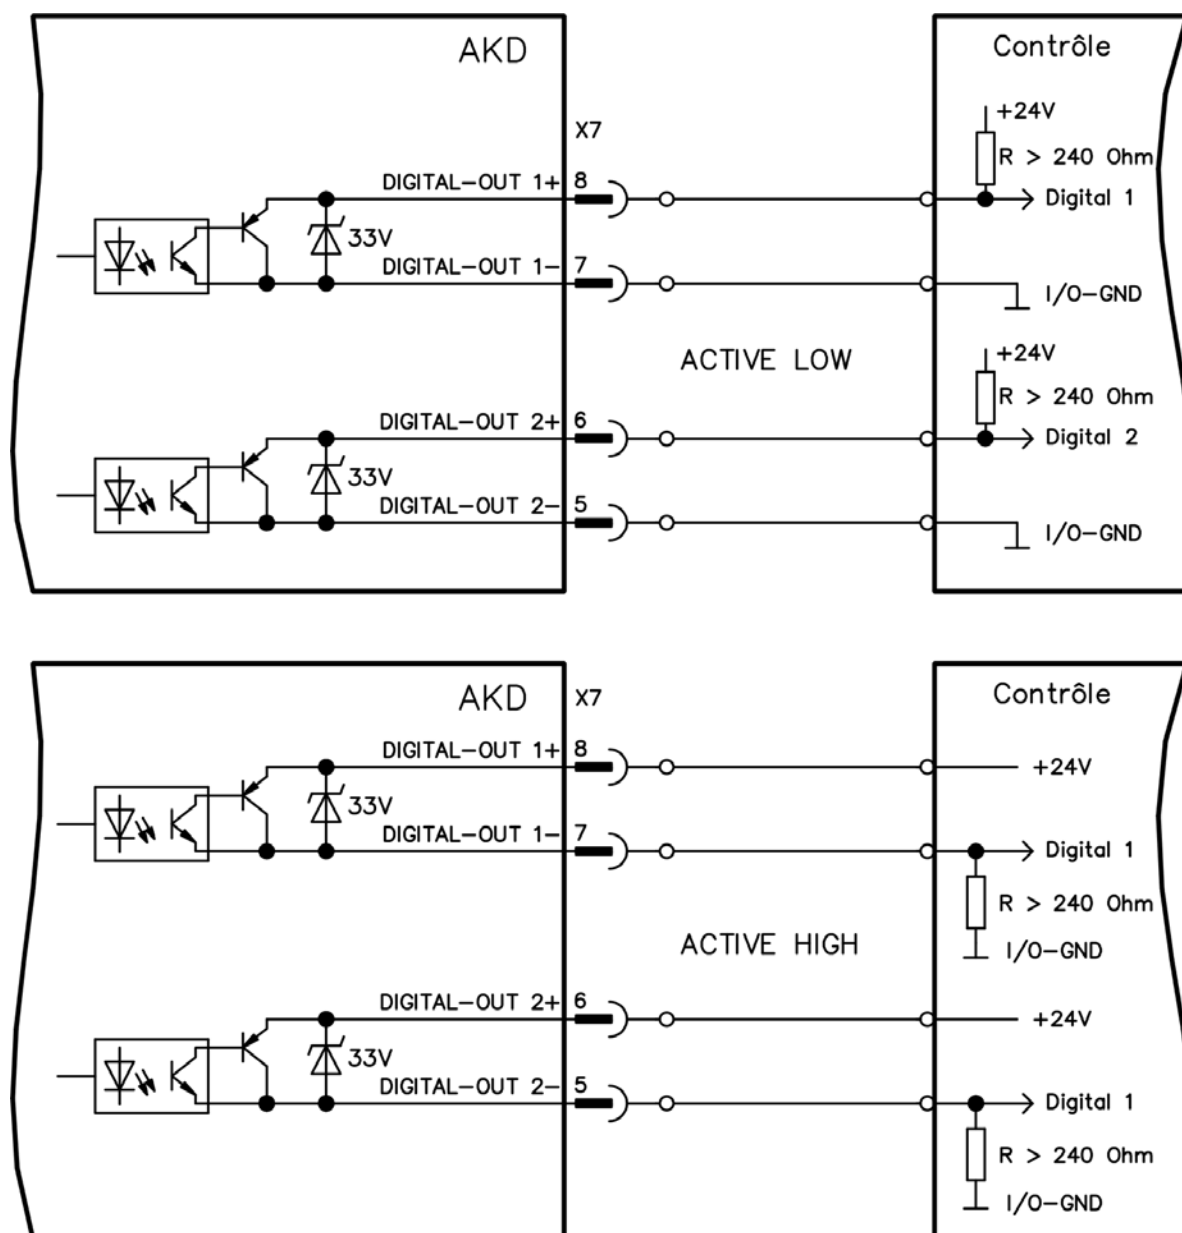 AKD
Contrôle
X7
+24V
R > 240 Ohm
DIGITAL-OUT 1+ 8
Digital 1
33V
DIGITAL-OUT 1- 7
I/O-GND
ACTIVE LOW
+24V
R > 240 Ohm
DIGITAL-OUT 2+ 6
Digital 2
33V
DIGITAL-OUT 2- 5
I/O-GND
AKD
X7
Contrôle
DIGITAL-OUT 1+ 8
+24V
33V
DIGITAL-OUT 1- 7
Digital 1
R > 240 Ohm
ACTIVE HIGH
I/O-GND
DIGITAL-OUT 2+ 6
+24V
33V
DIGITAL-OUT 2- 5
Digital 1
R > 240 Ohm
I/O-GND